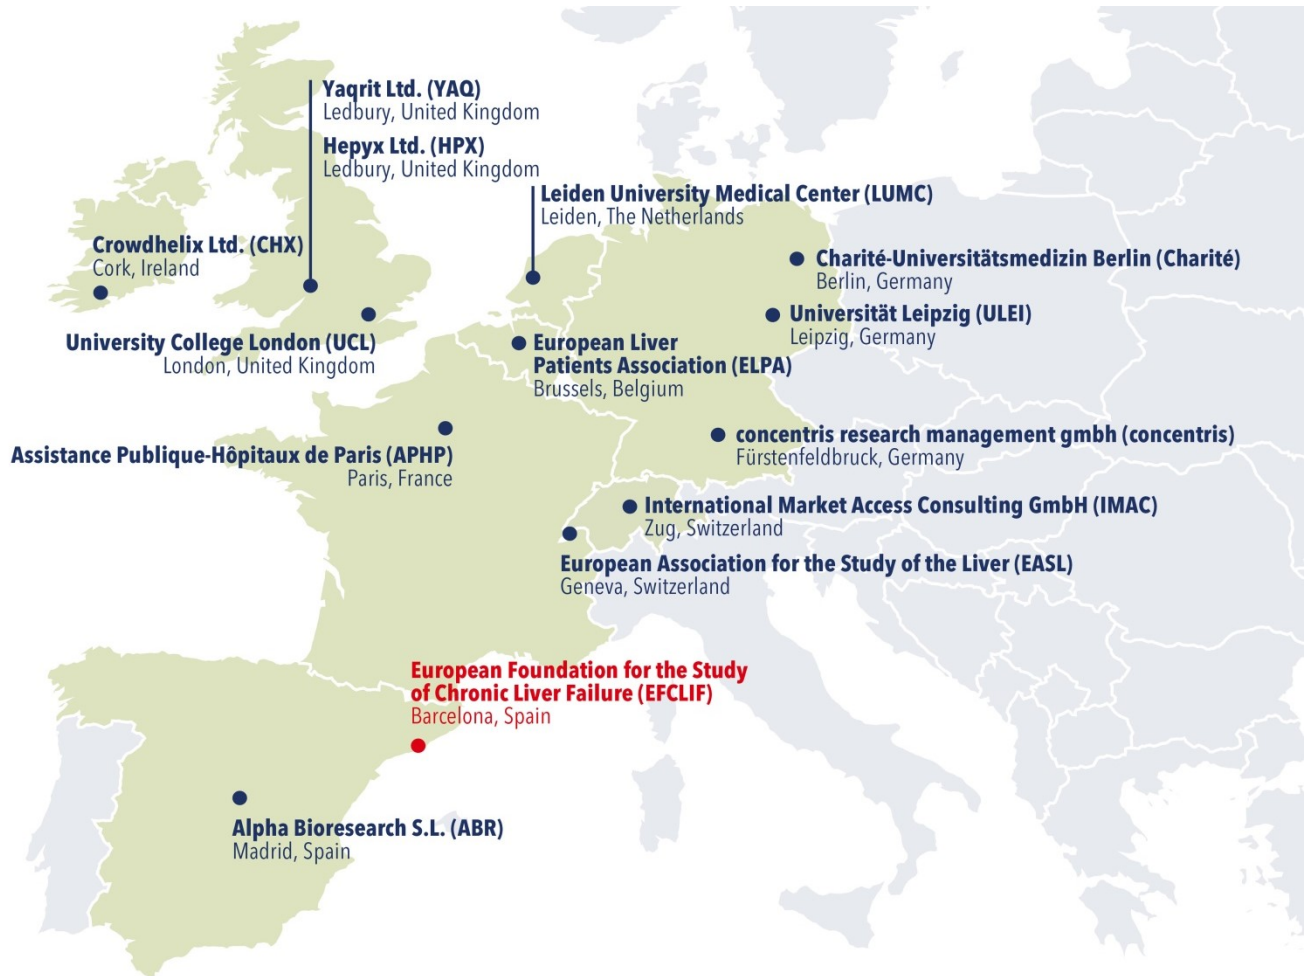 Yaqrit Ltd. (YAQ)
Ledbury, United Kingdom
Hepyx Ltd. (HPX)
Ledbury, United Kingdom
Leiden University Medical Center (LUMC)
Leiden, The Netherlands
Crowdhelix Ltd. (CHX)
Cork, Ireland
Charité-Universitätsmedizin Berlin (Charité)
Berlin, Germany
Universität Leipzig (ULEI)
Leipzig, Germany
University College London (UCL)
London, United Kingdom
European Liver
Patients Association (ELPA)
Brussels, Belgium
concentris research management gmbh (concentris)
Fürstenfeldbruck, Germany
Assistance Publique-Hôpitaux de Paris (APHP)
Paris, France
International Market Access Consulting GmbH (IMAC)
Zug, Switzerland
European Association for the Study of the Liver (EASL)
Geneva, Switzerland
European Foundation for the Study
of Chronic Liver Failure (EFCLIF)
Barcelona, Spain
Alpha Bioresearch S.L. (ABR)
Madrid, Spain